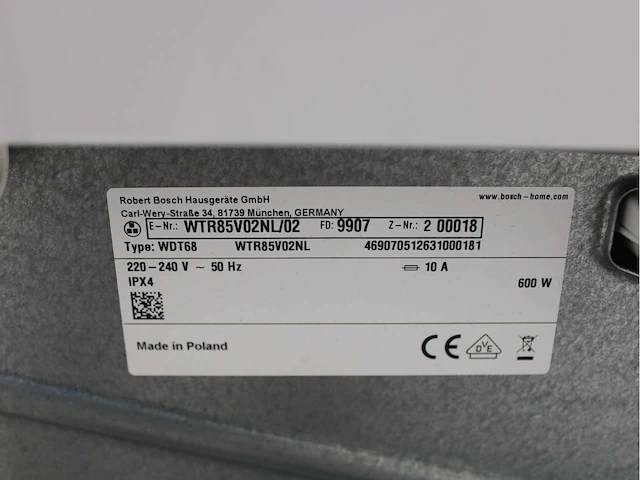 Robert Bosch Hausgeräte GmbH www.bosch-home.com
Carl-Wery-Straße 34, 81739 München, GERMANY
E-Nr.: WTR85V02NL/02 FD: 9907 Z-Nr.: 2 00018
Type: WDT68 WTR85V02NL 469070512631000181
220-240 V ~ 50 Hz 10 A
IPX4 600 W
Made in Poland CE DVE